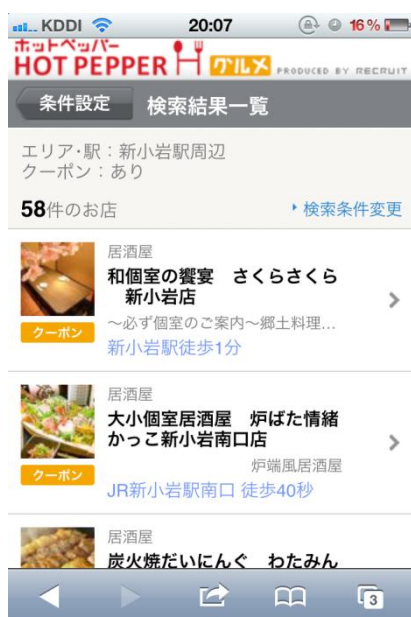 KDDI 20:07 16%
ホットペッパー
HOT PEPPER グルメ PRODUCED BY RECRUIT
条件設定 検索結果一覧
エリア・駅：新小岩駅周辺
クーポン：あり
58件のお店 検索条件変更
居酒屋
和個室の饗宴　さくらさくら
新小岩店
～必ず個室のご案内～郷土料理…
クーポン
新小岩駅徒歩1分
居酒屋
大小個室居酒屋　炉ばた情緒
かっこ新小岩南口店
炉端風居酒屋
クーポン
JR新小岩駅南口 徒歩40秒
居酒屋
炭火焼だいにんぐ　わたみん
3